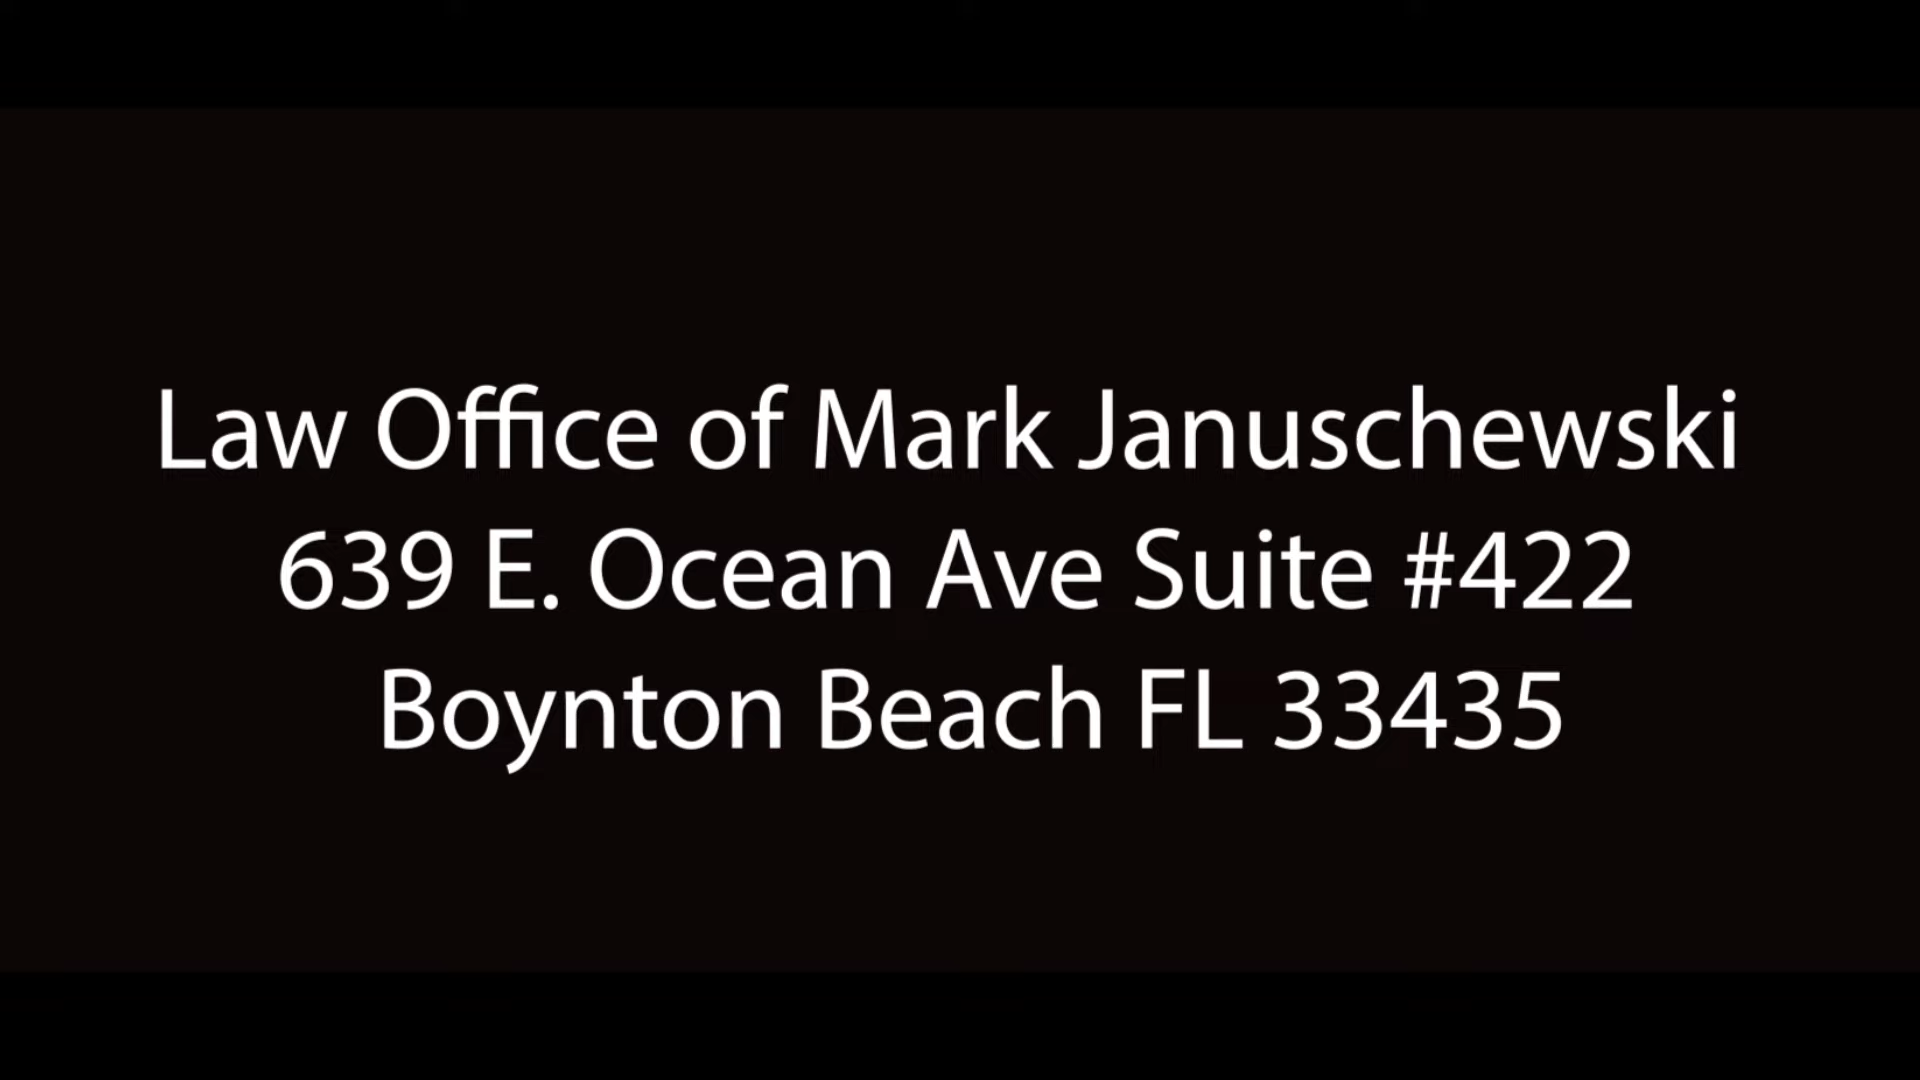 Law Office of Mark Januschewski
639 E. Ocean Ave Suite #422
Boynton Beach FL 33435